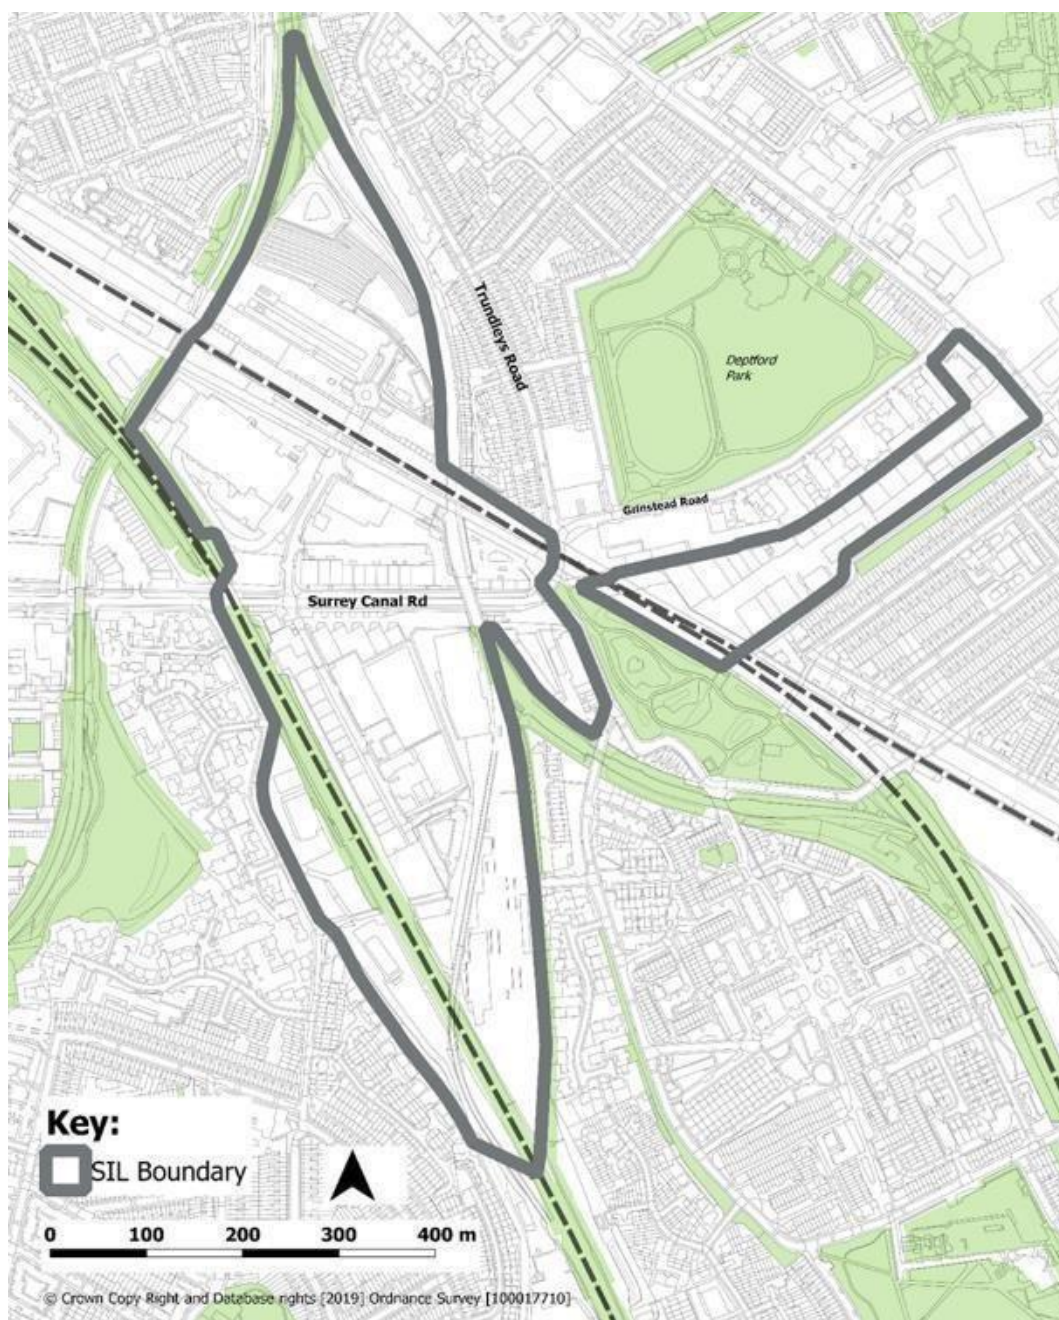 Trundleys Road
Deptford
Park
Grinstead Road
Surrey Canal Rd
Key:
SIL Boundary
0 100 200 300 400 m
© Crown Copy Right and Database rights [2019] Ordnance Survey [100017710]